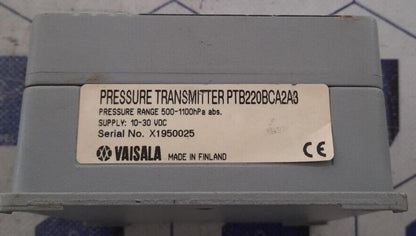 PRESSURE TRANSMITTER PTB220BCA2A3
PRESSURE RANGE 500-1100hPa abs.
SUPPLY: 10-30 VDC
Serial No. X1950025
VAISALA MADE IN FINLAND CE